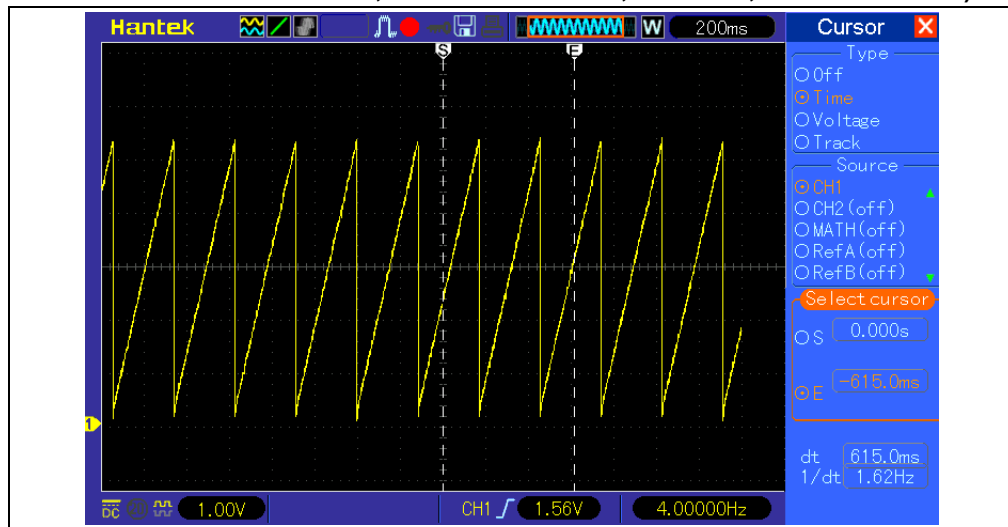 Hantek W 200ms Cursor X
S E
Type
Off
Time
Voltage
Track
Source
CH1
CH2(off)
MATH(off)
RefA(off)
RefB(off)
Select cursor
S 0.000s
E -615.0ms
1
dt 615.0ms
1/dt 1.62Hz
DC 1.00V CH1 1.56V 4.00000Hz